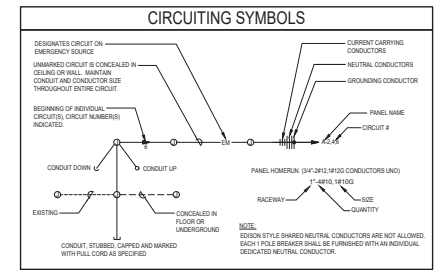 CIRCUITING SYMBOLS
DESIGNATES CIRCUIT ON
EMERGENCY SOURCE
UNMARKED CIRCUIT IS CONCEALED IN
CEILING OR WALL. MAINTAIN
CONDUIT AND CONDUCTOR SIZE
THROUGHOUT ENTIRE CIRCUIT.
BEGINNING OF INDIVIDUAL
CIRCUIT(S), CIRCUIT NUMBER(S)
INDICATED.
CURRENT CARRYING
CONDUCTORS
NEUTRAL CONDUCTORS
GROUNDING CONDUCTOR
PANEL NAME
CIRCUIT #
J
6
J
J
EM
J
A-2,4,6
CONDUIT DOWN
CONDUIT UP
J
J
J
EXISTING
CONCEALED IN
FLOOR OR
UNDERGROUND
CONDUIT, STUBBED, CAPPED AND MARKED
WITH PULL CORD AS SPECIFIED
PANEL HOMERUN. (3/4"-2#12,1#12G CONDUCTORS UNO)
1"-4#10,1#10G
RACEWAY
SIZE
QUANTITY
NOTE:
EDISON STYLE SHARED NEUTRAL CONDUCTORS ARE NOT ALLOWED.
EACH 1 POLE BREAKER SHALL BE FURNISHED WITH AN INDIVIDUAL
DEDICATED NEUTRAL CONDUCTOR.